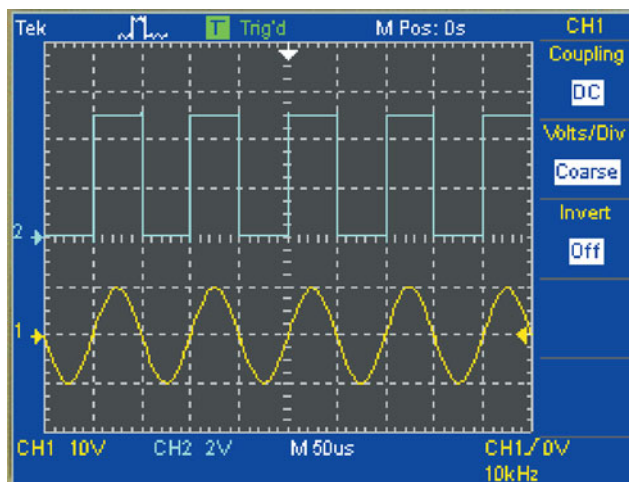 Tek T Trig'd M Pos: 0s CH1
Coupling
DC
Volts/Div
Coarse
Invert
Off
2
1
CH1 10V CH2 2V M 50us CH1 / 0V
10kHz